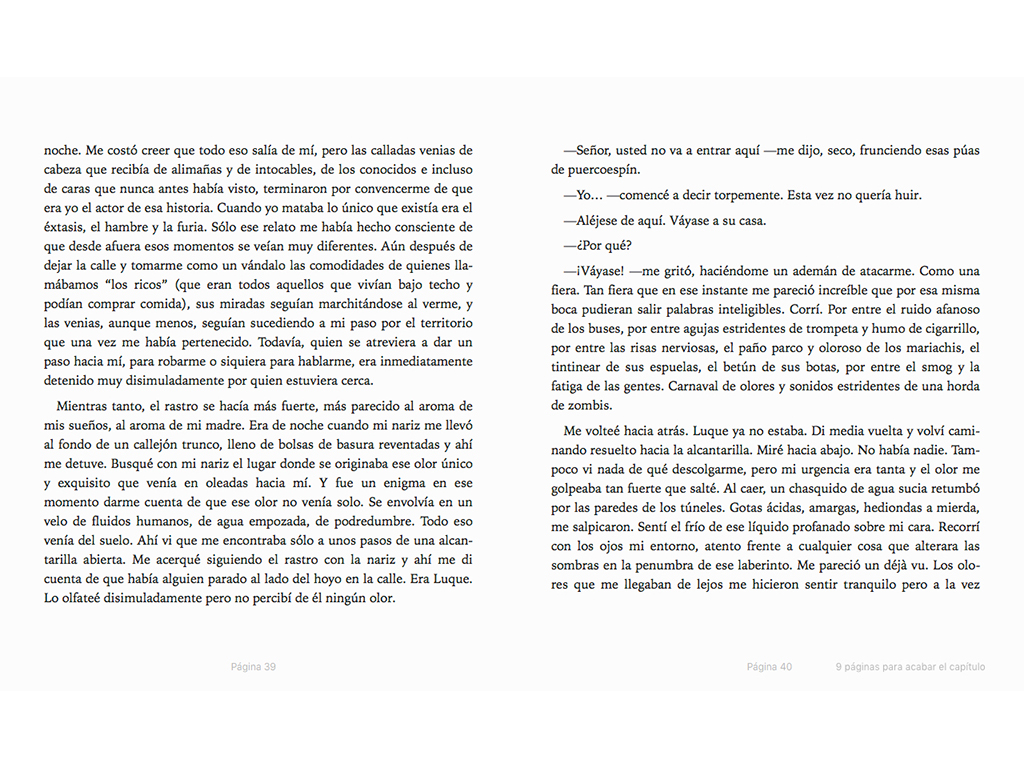 noche. Me costó creer que todo eso salía de mí, pero las calladas venias de
cabeza que recibía de alimañas y de intocables, de los conocidos e incluso
de caras que nunca antes había visto, terminaron por convencerme de que
era yo el actor de esa historia. Cuando yo mataba lo único que existía era el
éxtasis, el hambre y la furia. Sólo ese relato me había hecho consciente de
que desde afuera esos momentos se veían muy diferentes. Aún después de
dejar la calle y tomarme como un vándalo las comodidades de quienes lla-
mábamos “los ricos” (que eran todos aquellos que vivían bajo techo y
podían comprar comida), sus miradas seguían marchitándose al verme, y
las venias, aunque menos, seguían sucediendo a mi paso por el territorio
que una vez me había pertenecido. Todavía, quien se atreviera a dar un
paso hacia mí, para robarme o siquiera para hablarme, era inmediatamente
detenido muy disimuladamente por quien estuviera cerca.
Mientras tanto, el rastro se hacía más fuerte, más parecido al aroma de
mis sueños, al aroma de mi madre. Era de noche cuando mi nariz me llevó
al fondo de un callejón trunco, lleno de bolsas de basura reventadas y ahí
me detuve. Busqué con mi nariz el lugar donde se originaba ese olor único
y exquisito que venía en oleadas hacia mí. Y fue un enigma en ese
momento darme cuenta de que ese olor no venía solo. Se envolvía en un
velo de fluidos humanos, de agua empozada, de podredumbre. Todo eso
venía del suelo. Ahí vi que me encontraba sólo a unos pasos de una alcan-
tarilla abierta. Me acerqué siguiendo el rastro con la nariz y ahí me di
cuenta de que había alguien parado al lado del hoyo en la calle. Era Luque.
Lo olfateé disimuladamente pero no percibí de él ningún olor.
Página 39
—Señor, usted no va a entrar aquí —me dijo, seco, frunciendo esas púas
de puercoespín.
—Yo… —comencé a decir torpemente. Esta vez no quería huir.
—Aléjese de aquí. Váyase a su casa.
—¿Por qué?
—¡Váyase! —me gritó, haciéndome un ademán de atacarme. Como una
fiera. Tan fiera que en ese instante me pareció increíble que por esa misma
boca pudieran salir palabras inteligibles. Corrí. Por entre el ruido afanoso
de los buses, por entre agujas estridentes de trompeta y humo de cigarrillo,
por entre las risas nerviosas, el paño parco y oloroso de los mariachis, el
tintinear de sus espuelas, el betún de sus botas, por entre el smog y la
fatiga de las gentes. Carnaval de olores y sonidos estridentes de una horda
de zombis.
Me volteé hacia atrás. Luque ya no estaba. Di media vuelta y volví cami-
nando resuelto hacia la alcantarilla. Miré hacia abajo. No había nadie. Tam-
poco vi nada de qué descolgarme, pero mi urgencia era tanta y el olor me
golpeaba tan fuerte que salté. Al caer, un chasquido de agua sucia retumbó
por las paredes de los túneles. Gotas ácidas, amargas, hediondas a mierda,
me salpicaron. Sentí el frío de ese líquido profanado sobre mi cara. Recorrí
con los ojos mi entorno, atento frente a cualquier cosa que alterara las
sombras en la penumbra de ese laberinto. Me pareció un déjà vu. Los olo-
res que me llegaban de lejos me hicieron sentir tranquilo pero a la vez
Página 40
9 páginas para acabar el capítulo